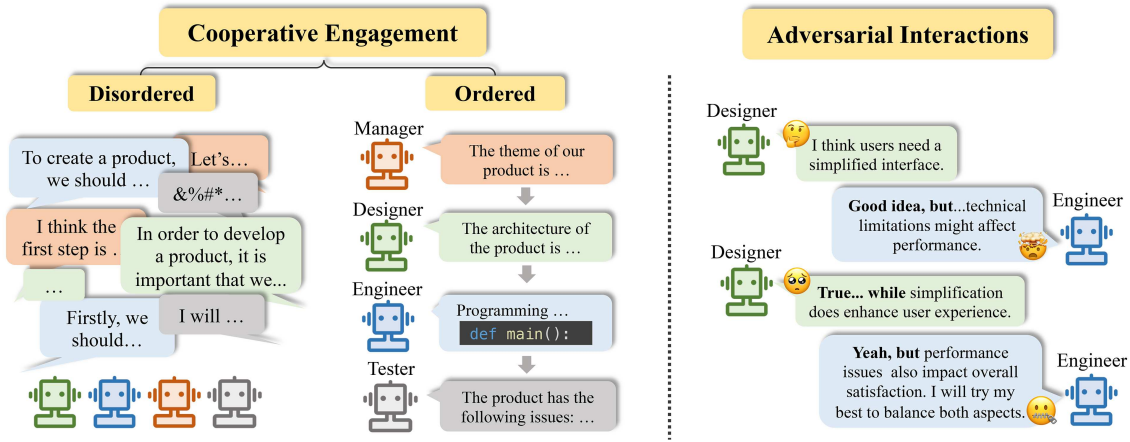 Cooperative Engagement
Disordered
To create a product,
we should …
Let's…
&%#*…
I think the
first step is .
In order to develop
a product, it is
important that we...
…
Firstly, we
should…
I will …
Ordered
Manager
The theme of our
product is …
Designer
The architecture of
the product is …
Engineer
Programming …
def main():
Tester
The product has the
following issues: …
Adversarial Interactions
Designer
I think users need a
simplified interface.
Engineer
Good idea, but...technical
limitations might affect
performance.
Designer
True... while simplification
does enhance user experience.
Engineer
Yeah, but performance
issues also impact overall
satisfaction. I will try my
best to balance both aspects.